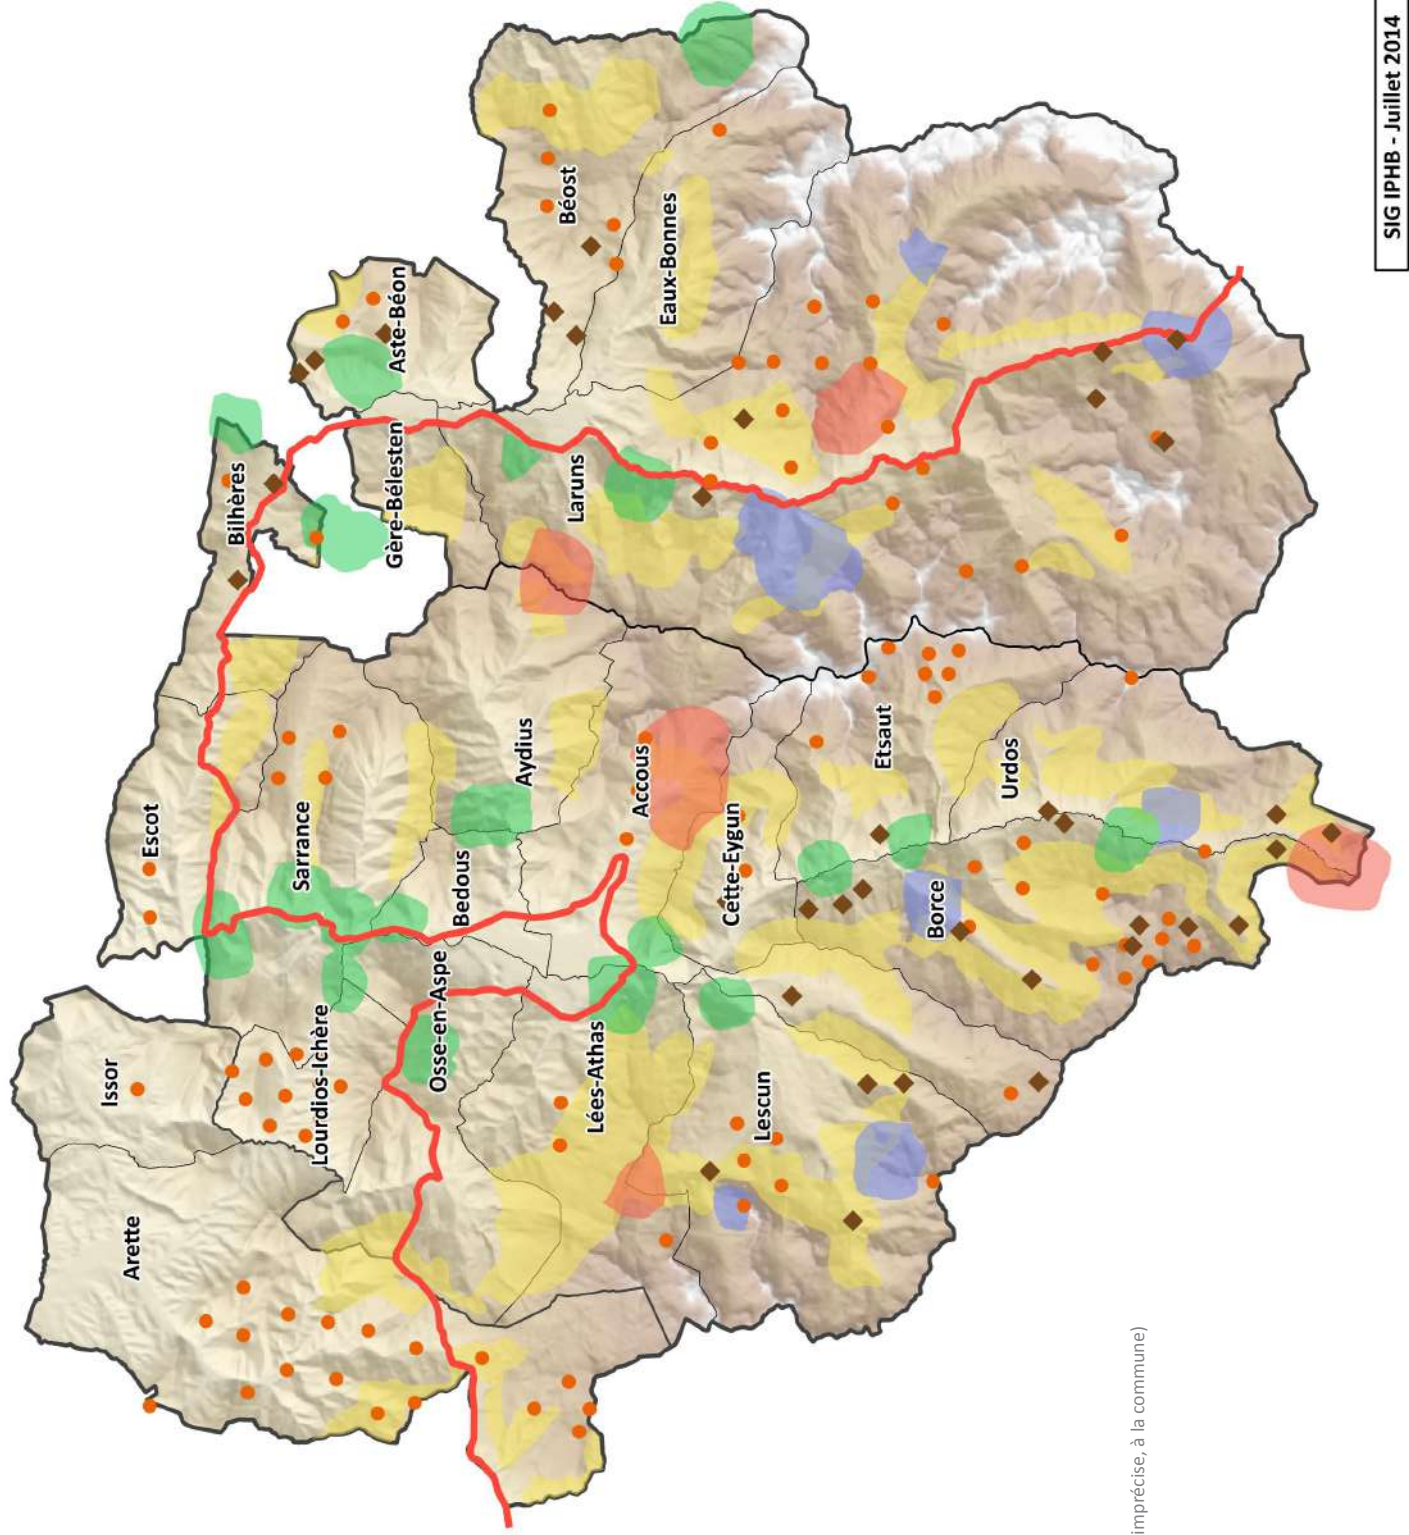 Issor
Arette
Lourdios-Ichère
Escot
Bilhères
Aste-Béon
Sarrance
Gère-Bélesten
Osse-en-Aspe
Bedous
Aydius
Laruns
Béost
Eaux-Bonnes
Lées-Athas
Accous
Lescun
Cette-Eygun
Etsaut
Borce
Urdos
imprécise, à la commune)
SIG IPHB - Juillet 2014